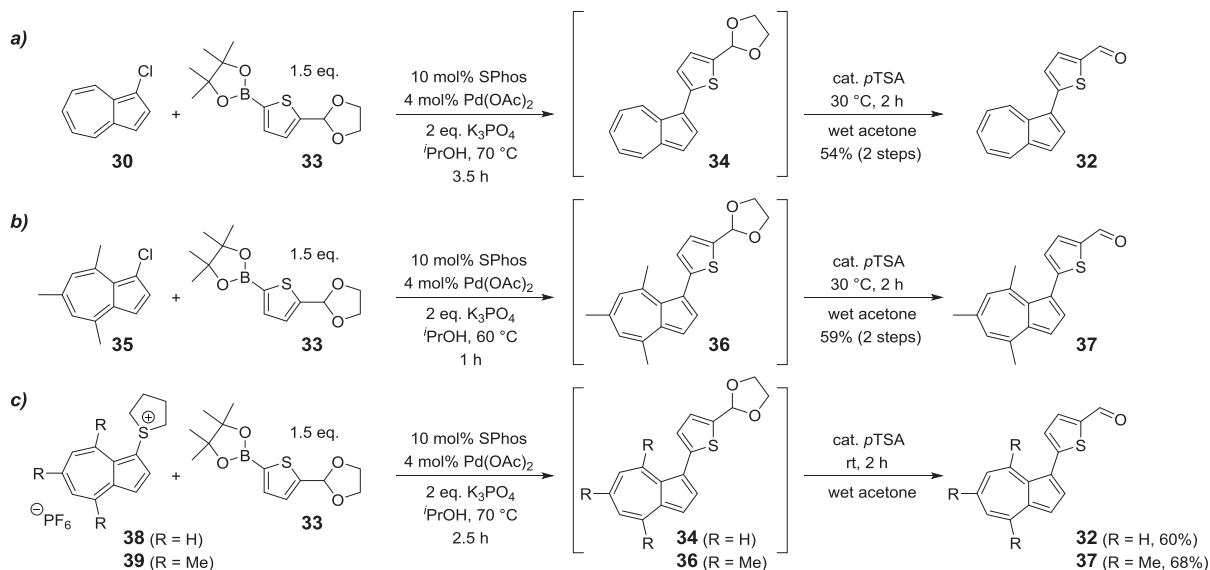 a)
Cl
30
+
O
B
O
S
O
O
1.5 eq.
33
10 mol% SPhos
4 mol% Pd(OAc)2
2 eq. K3PO4
iPrOH, 70 °C
3.5 h
O
O
S
34
cat. pTSA
30 °C, 2 h
wet acetone
54% (2 steps)
O
S
32
b)
Cl
35
+
O
B
O
S
O
O
1.5 eq.
33
10 mol% SPhos
4 mol% Pd(OAc)2
2 eq. K3PO4
iPrOH, 60 °C
1 h
O
O
S
36
cat. pTSA
30 °C, 2 h
wet acetone
59% (2 steps)
O
S
37
c)
S
⊕
R
R
R
⊖PF6
38 (R = H)
39 (R = Me)
+
O
B
O
S
O
O
1.5 eq.
33
10 mol% SPhos
4 mol% Pd(OAc)2
2 eq. K3PO4
iPrOH, 70 °C
2.5 h
O
O
S
R
R
R
34 (R = H)
36 (R = Me)
cat. pTSA
rt, 2 h
wet acetone
O
S
R
R
R
32 (R = H, 60%)
37 (R = Me, 68%)